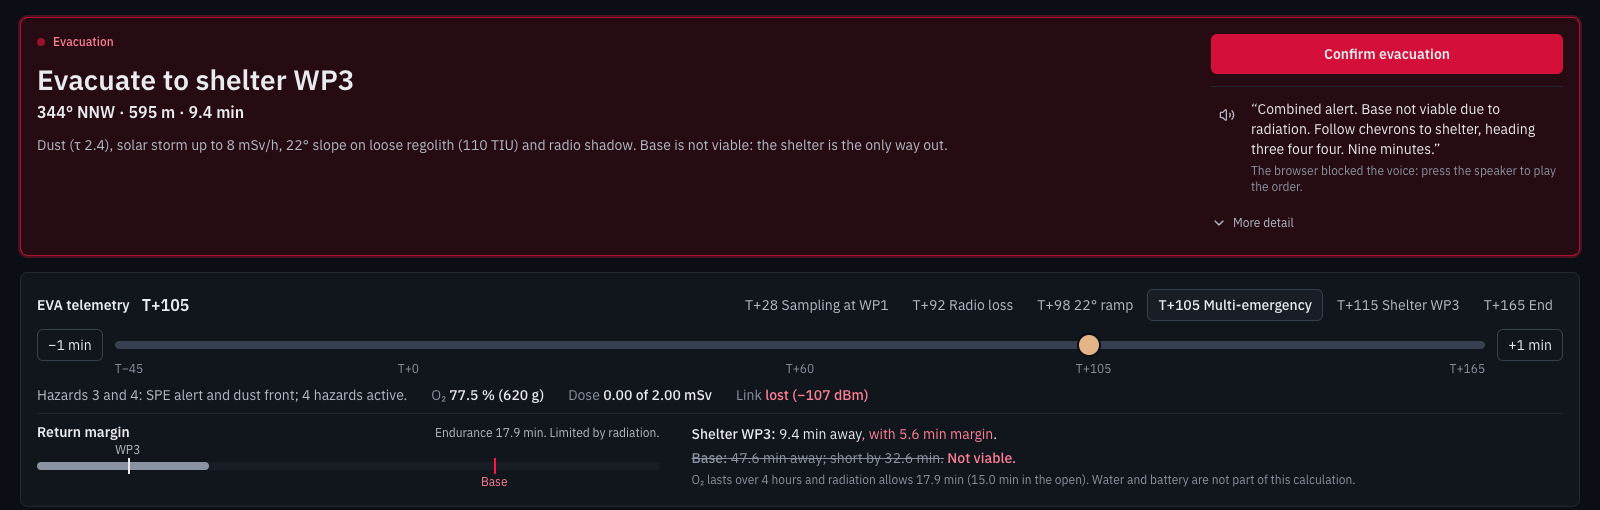 Evacuation
Evacuate to shelter WP3
344° NNW · 595 m · 9.4 min
Dust (τ 2.4), solar storm up to 8 mSv/h, 22° slope on loose regolith (110 TIU) and radio shadow. Base is not viable: the shelter is the only way out.
Confirm evacuation
“Combined alert. Base not viable due to
radiation. Follow chevrons to shelter, heading
three four four. Nine minutes.”
The browser blocked the voice: press the speaker to play
the order.
More detail
EVA telemetry T+105
T+28 Sampling at WP1 T+92 Radio loss T+98 22° ramp T+105 Multi-emergency T+115 Shelter WP3 T+165 End
−1 min
+1 min
T−45 T+0 T+60 T+105 T+165
Hazards 3 and 4: SPE alert and dust front; 4 hazards active. O₂ 77.5 % (620 g) Dose 0.00 of 2.00 mSv Link lost (−107 dBm)
Return margin
Endurance 17.9 min. Limited by radiation.
WP3
Base
Shelter WP3: 9.4 min away, with 5.6 min margin.
Base: 47.6 min away; short by 32.6 min. Not viable.
O₂ lasts over 4 hours and radiation allows 17.9 min (15.0 min in the open). Water and battery are not part of this calculation.